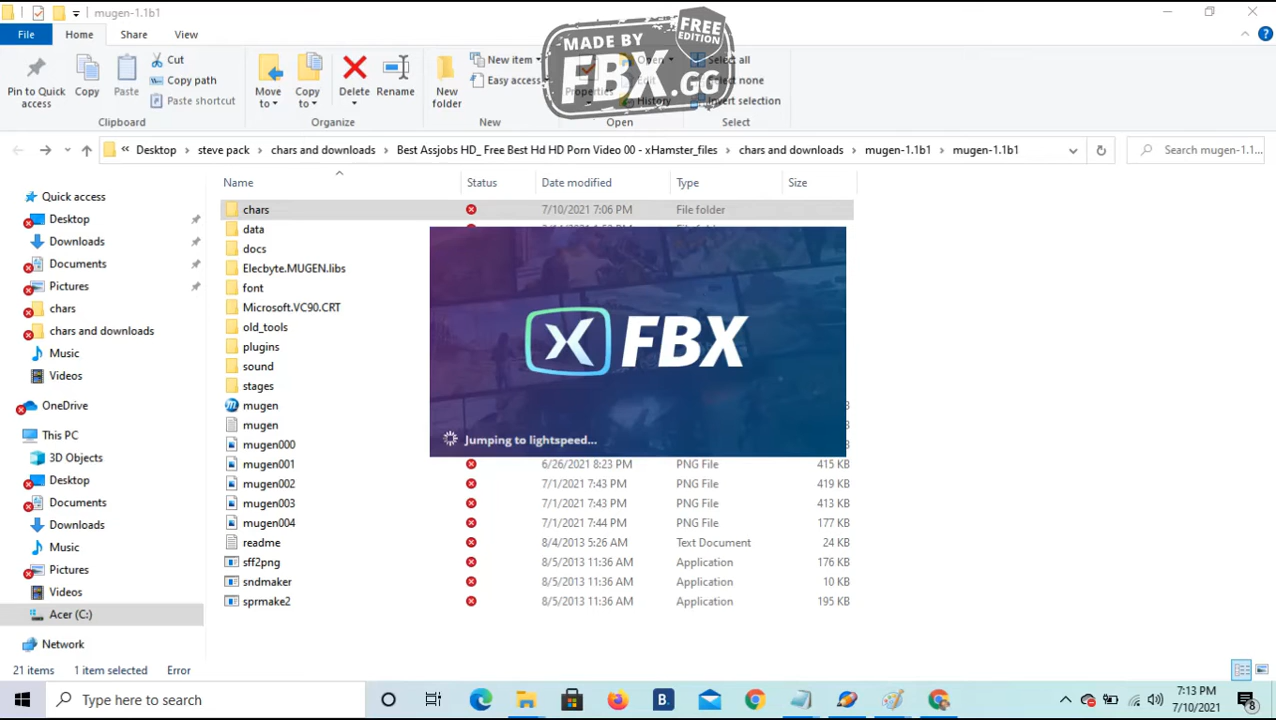 mugen-1.1b1
File Home Share View
MADE BY FBX.GG FREE EDITION
Pin to Quick access
Copy
Paste
Cut
Copy path
Paste shortcut
Clipboard
Move to
Copy to
Delete
Rename
Organize
New folder
New item
Easy access
New
Properties
Open
Edit
History
Open
Select all
Select none
Invert selection
Select
« Desktop > steve pack > chars and downloads > Best Assjobs HD_ Free Best Hd HD Porn Video 00 - xHamster_files > chars and downloads > mugen-1.1b1 > mugen-1.1b1
Search mugen-1.1...
Name Status Date modified Type Size
Quick access
Desktop
Downloads
Documents
Pictures
chars
chars and downloads
Music
Videos
OneDrive
This PC
3D Objects
Desktop
Documents
Downloads
Music
Pictures
Videos
Acer (C:)
Network
chars 7/10/2021 7:06 PM File folder
data
docs
Elecbyte.MUGEN.libs
font
Microsoft.VC90.CRT
old_tools
plugins
sound
stages
mugen
mugen
mugen000
mugen001 6/26/2021 8:23 PM PNG File 415 KB
mugen002 7/1/2021 7:43 PM PNG File 419 KB
mugen003 7/1/2021 7:43 PM PNG File 413 KB
mugen004 7/1/2021 7:44 PM PNG File 177 KB
readme 8/4/2013 5:26 AM Text Document 24 KB
sff2png 8/5/2013 11:36 AM Application 176 KB
sndmaker 8/5/2013 11:36 AM Application 10 KB
sprmake2 8/5/2013 11:36 AM Application 195 KB
X FBX
Jumping to lightspeed...
21 items 1 item selected Error
Type here to search
B.
7:13 PM
7/10/2021
8